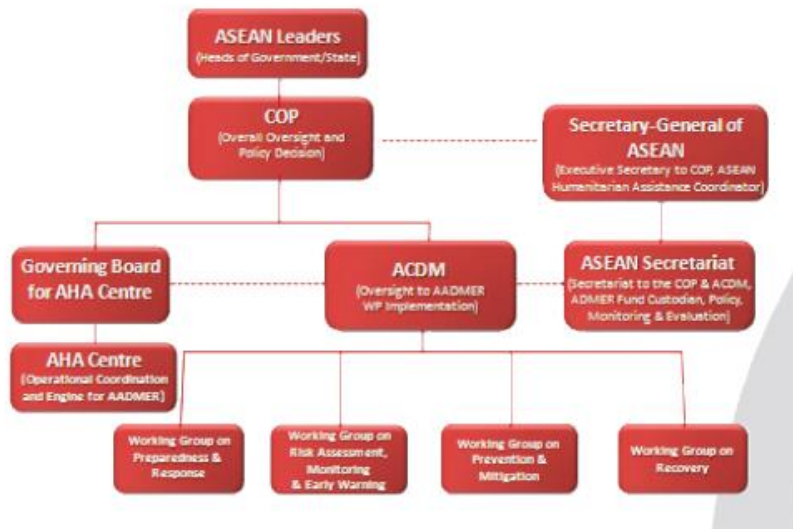 ASEAN Leaders
(Heads of Government/State)
COP
(Overall Oversight and
Policy Decision)
Secretary-General of
ASEAN
(Executive Secretary to COP, ASEAN
Humanitarian Assistance Coordinator)
Governing Board
for AHA Centre
ACDM
(Oversight to AADMER
WP Implementation)
ASEAN Secretariat
(Secretariat to the COP & ACDM,
ADMER Fund Custodian, Policy,
Monitoring & Evaluation)
AHA Centre
(Operational Coordination
and Engine for AADMER)
Working Group on
Preparedness &
Response
Working Group on
Risk Assessment,
Monitoring
& Early Warning
Working Group on
Prevention &
Mitigation
Working Group on
Recovery